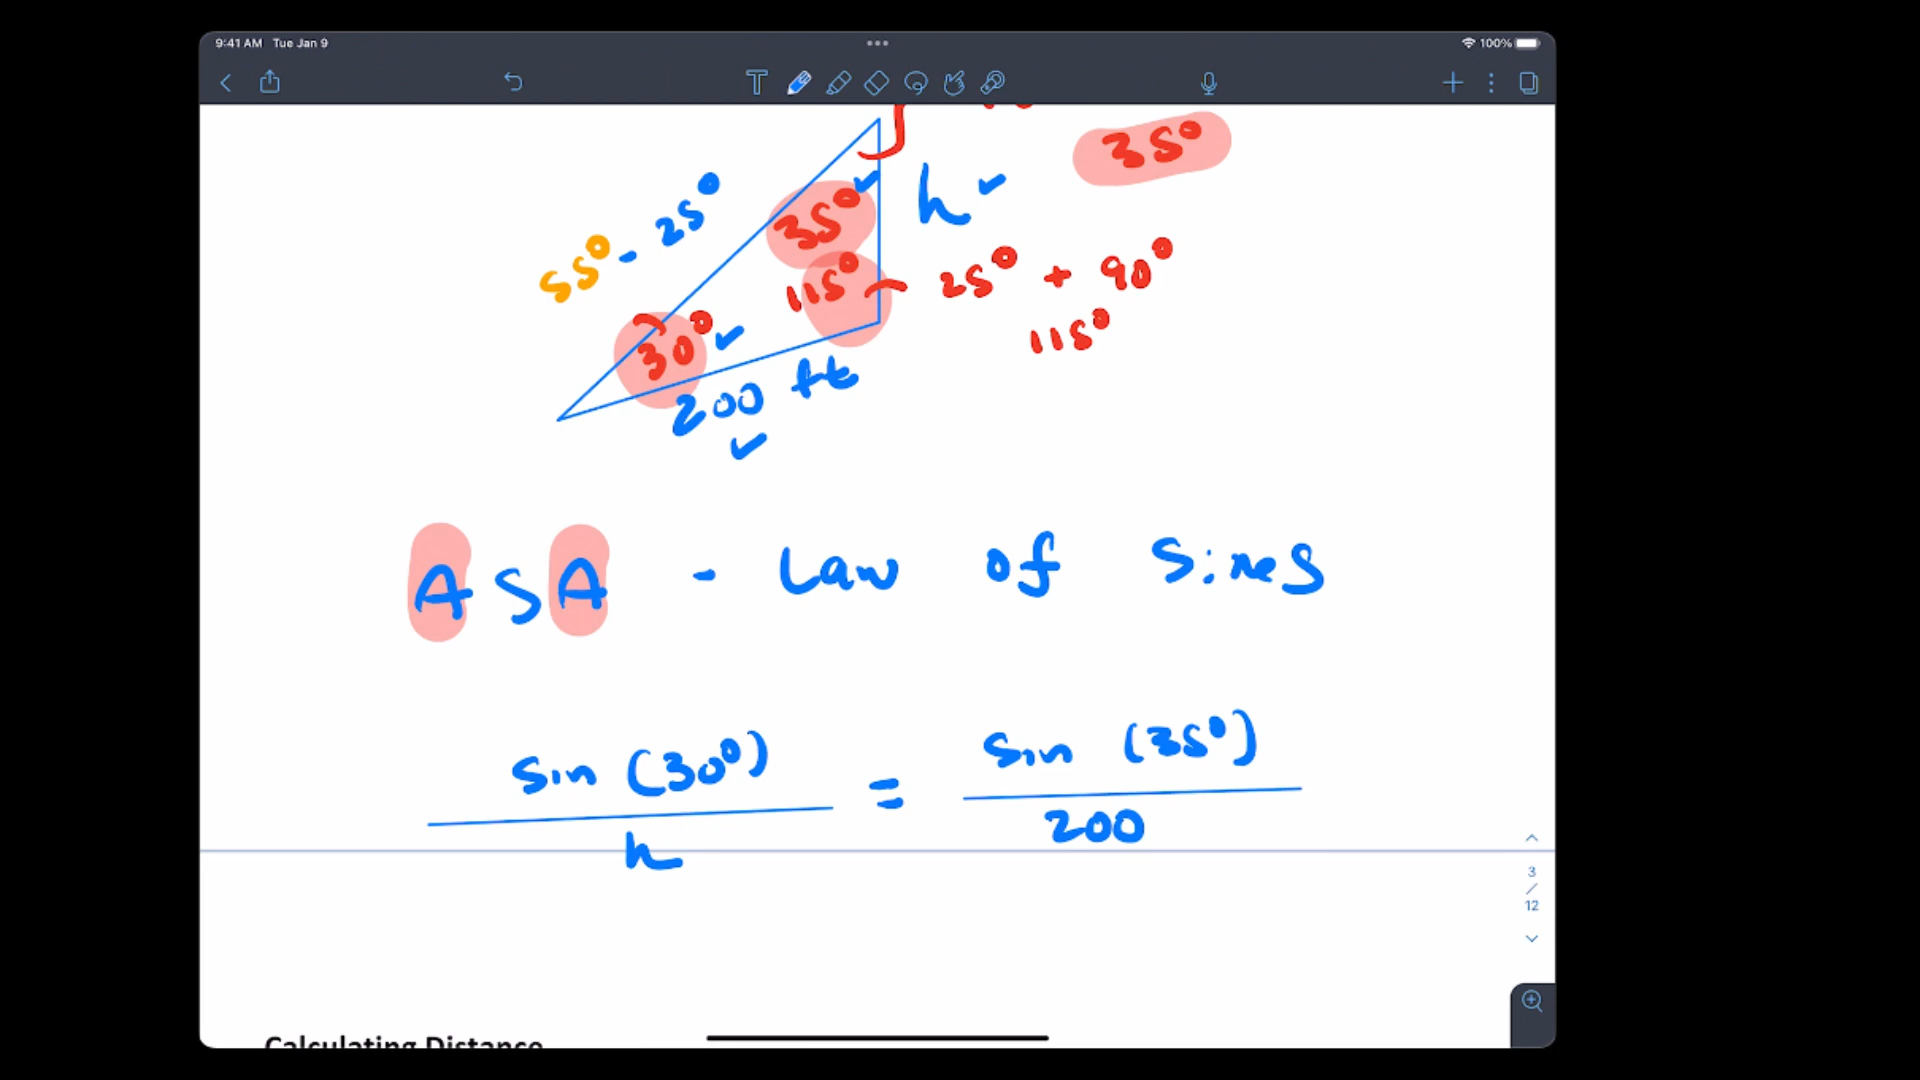 9:41 AM Tue Jan 9
100%
35°
55° - 25°
35°
h
115°
25° + 90°
115°
30°
200 ft
ASA - Law of Sines
sin (30°) = sin (35°)
h 200
3
/
12
Calculating Distance